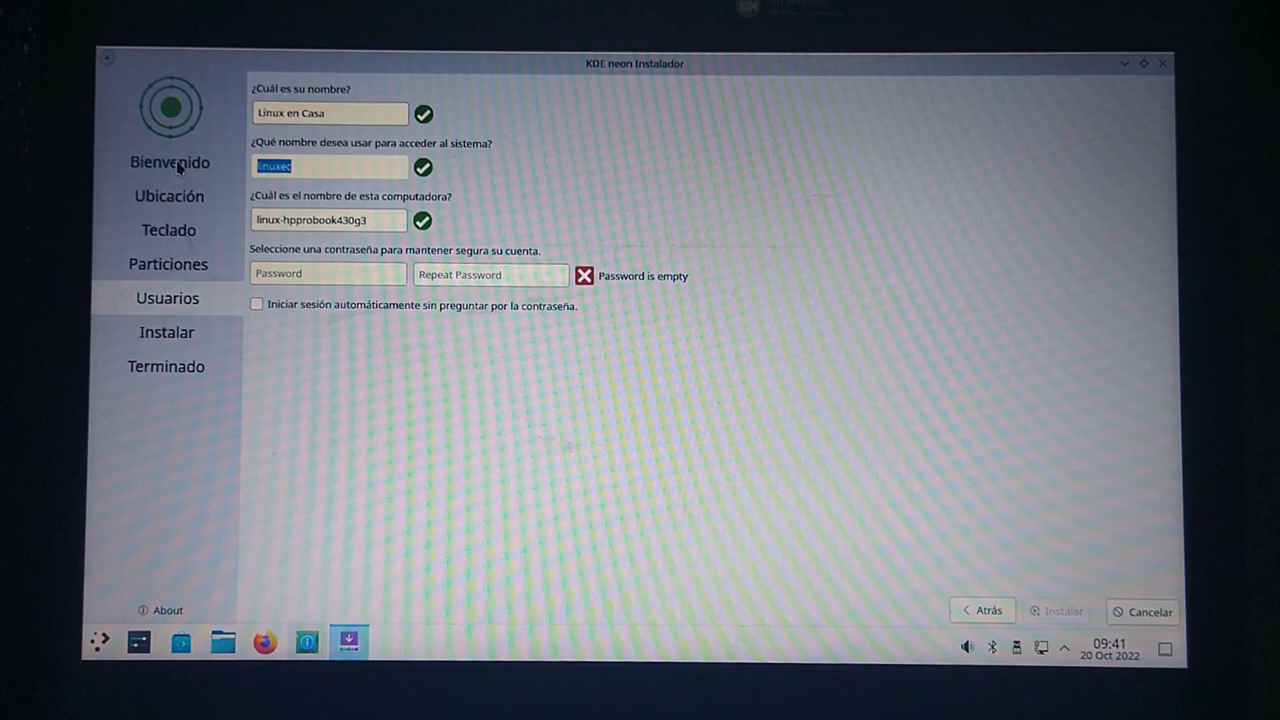 KDE neon Instalador
Bienvenido
Ubicación
Teclado
Particiones
Usuarios
Instalar
Terminado
About
¿Cuál es su nombre?
Linux en Casa
¿Qué nombre desea usar para acceder al sistema?
linuxec
¿Cuál es el nombre de esta computadora?
linux-hpprobook430g3
Seleccione una contraseña para mantener segura su cuenta.
Password Repeat Password Password is empty
Iniciar sesión automáticamente sin preguntar por la contraseña.
Atrás Instalar Cancelar
09:41
20 Oct 2022